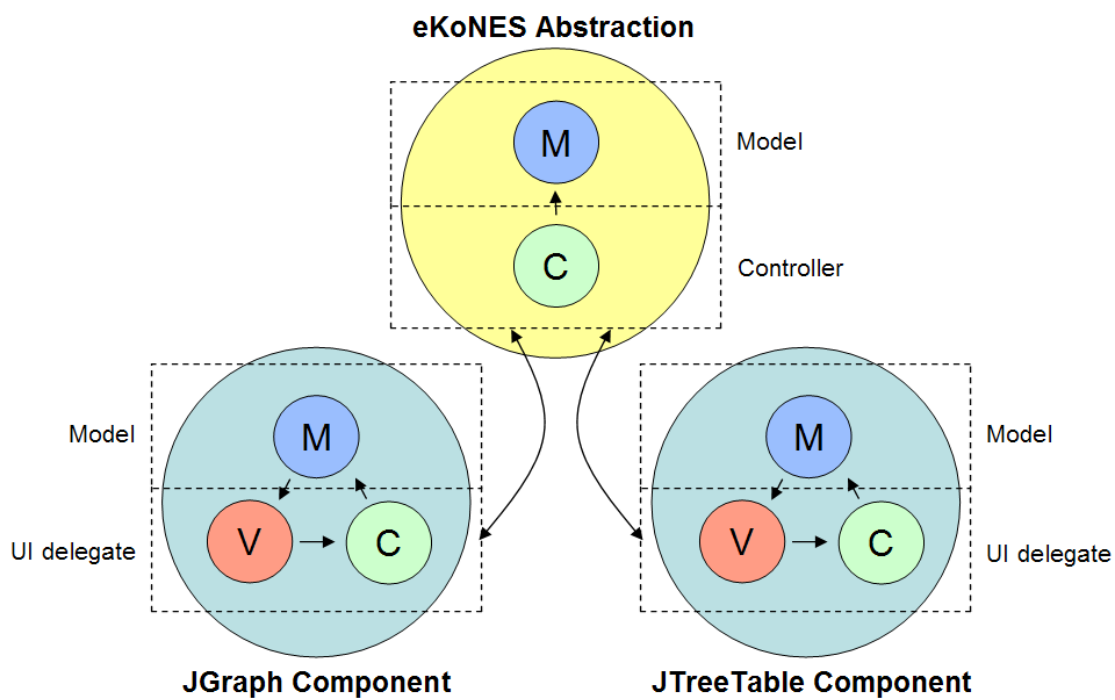 eKoNES Abstraction
M
Model
C
Controller
Model
M
V
C
UI delegate
JGraph Component
M
Model
V
C
UI delegate
JTreeTable Component